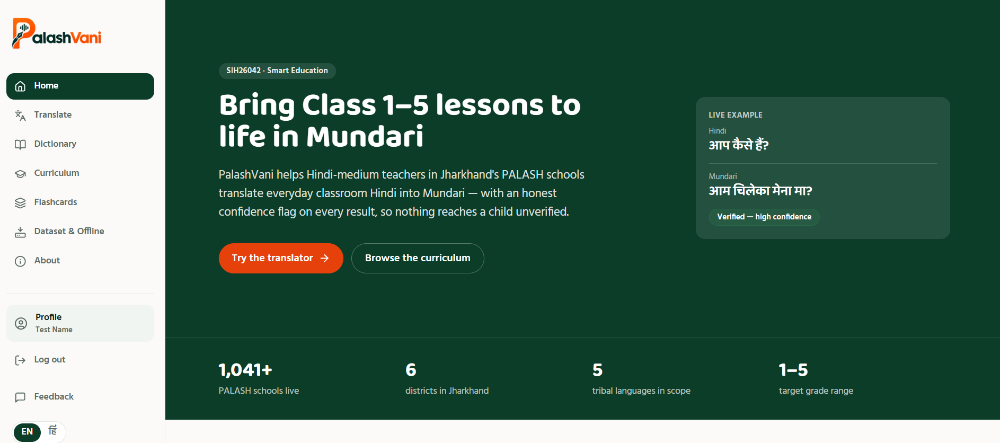 PalashVani
Home
Translate
Dictionary
Curriculum
Flashcards
Dataset & Offline
About
Profile
Test Name
Log out
Feedback
EN हिं
SIH26042 · Smart Education
Bring Class 1–5 lessons to
life in Mundari
PalashVani helps Hindi-medium teachers in Jharkhand's PALASH schools
translate everyday classroom Hindi into Mundari — with an honest
confidence flag on every result, so nothing reaches a child unverified.
Try the translator
Browse the curriculum
LIVE EXAMPLE
Hindi
आप कैसे हैं?
Mundari
आम चिलेका मेना मा?
Verified — high confidence
1,041+
PALASH schools live
6
districts in Jharkhand
5
tribal languages in scope
1–5
target grade range